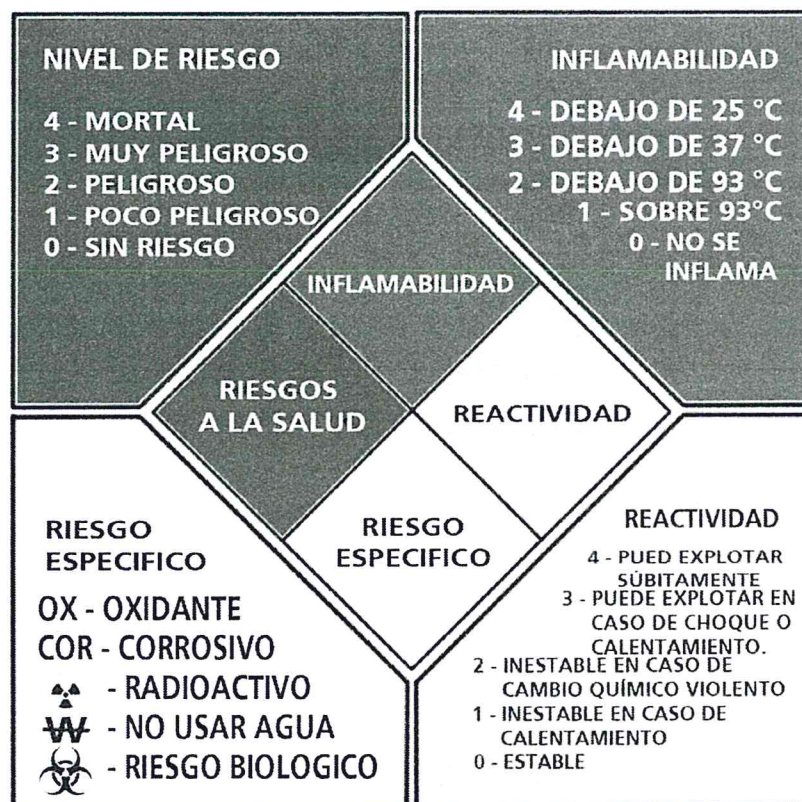 NIVEL DE RIESGO
4 - MORTAL
3 - MUY PELIGROSO
2 - PELIGROSO
1 - POCO PELIGROSO
0 - SIN RIESGO
INFLAMABILIDAD
4 - DEBAJO DE 25 °C
3 - DEBAJO DE 37 °C
2 - DEBAJO DE 93 °C
1 - SOBRE 93°C
0 - NO SE
INFLAMA
INFLAMABILIDAD
RIESGOS
A LA SALUD
REACTIVIDAD
RIESGO
ESPECIFICO
RIESGO
ESPECIFICO
OX - OXIDANTE
COR - CORROSIVO
- RADIOACTIVO
W - NO USAR AGUA
- RIESGO BIOLOGICO
REACTIVIDAD
4 - PUED EXPLOTAR
SÚBITAMENTE
3 - PUEDE EXPLOTAR EN
CASO DE CHOQUE O
CALENTAMIENTO.
2 - INESTABLE EN CASO DE
CAMBIO QUÍMICO VIOLENTO
1 - INESTABLE EN CASO DE
CALENTAMIENTO
0 - ESTABLE